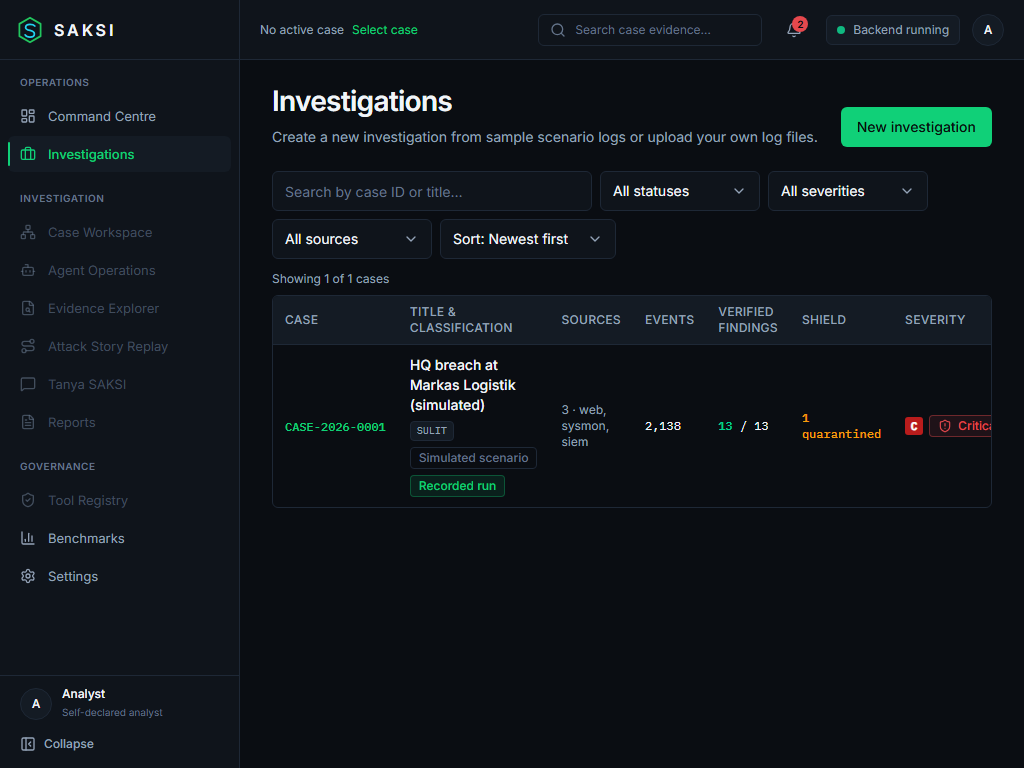 SAKSI
No active case Select case
Search case evidence...
2
Backend running
A
OPERATIONS
Command Centre
Investigations
INVESTIGATION
Case Workspace
Agent Operations
Evidence Explorer
Attack Story Replay
Tanya SAKSI
Reports
GOVERNANCE
Tool Registry
Benchmarks
Settings
A
Analyst
Self-declared analyst
Collapse
Investigations
Create a new investigation from sample scenario logs or upload your own log files.
New investigation
Search by case ID or title...
All statuses
All severities
All sources
Sort: Newest first
Showing 1 of 1 cases
CASE
TITLE &
CLASSIFICATION
SOURCES
EVENTS
VERIFIED
FINDINGS
SHIELD
SEVERITY
CASE-2026-0001
HQ breach at
Markas Logistik
(simulated)
SULIT
Simulated scenario
Recorded run
3 · web,
sysmon,
siem
2,138
13 / 13
1
quarantined
C
Critica